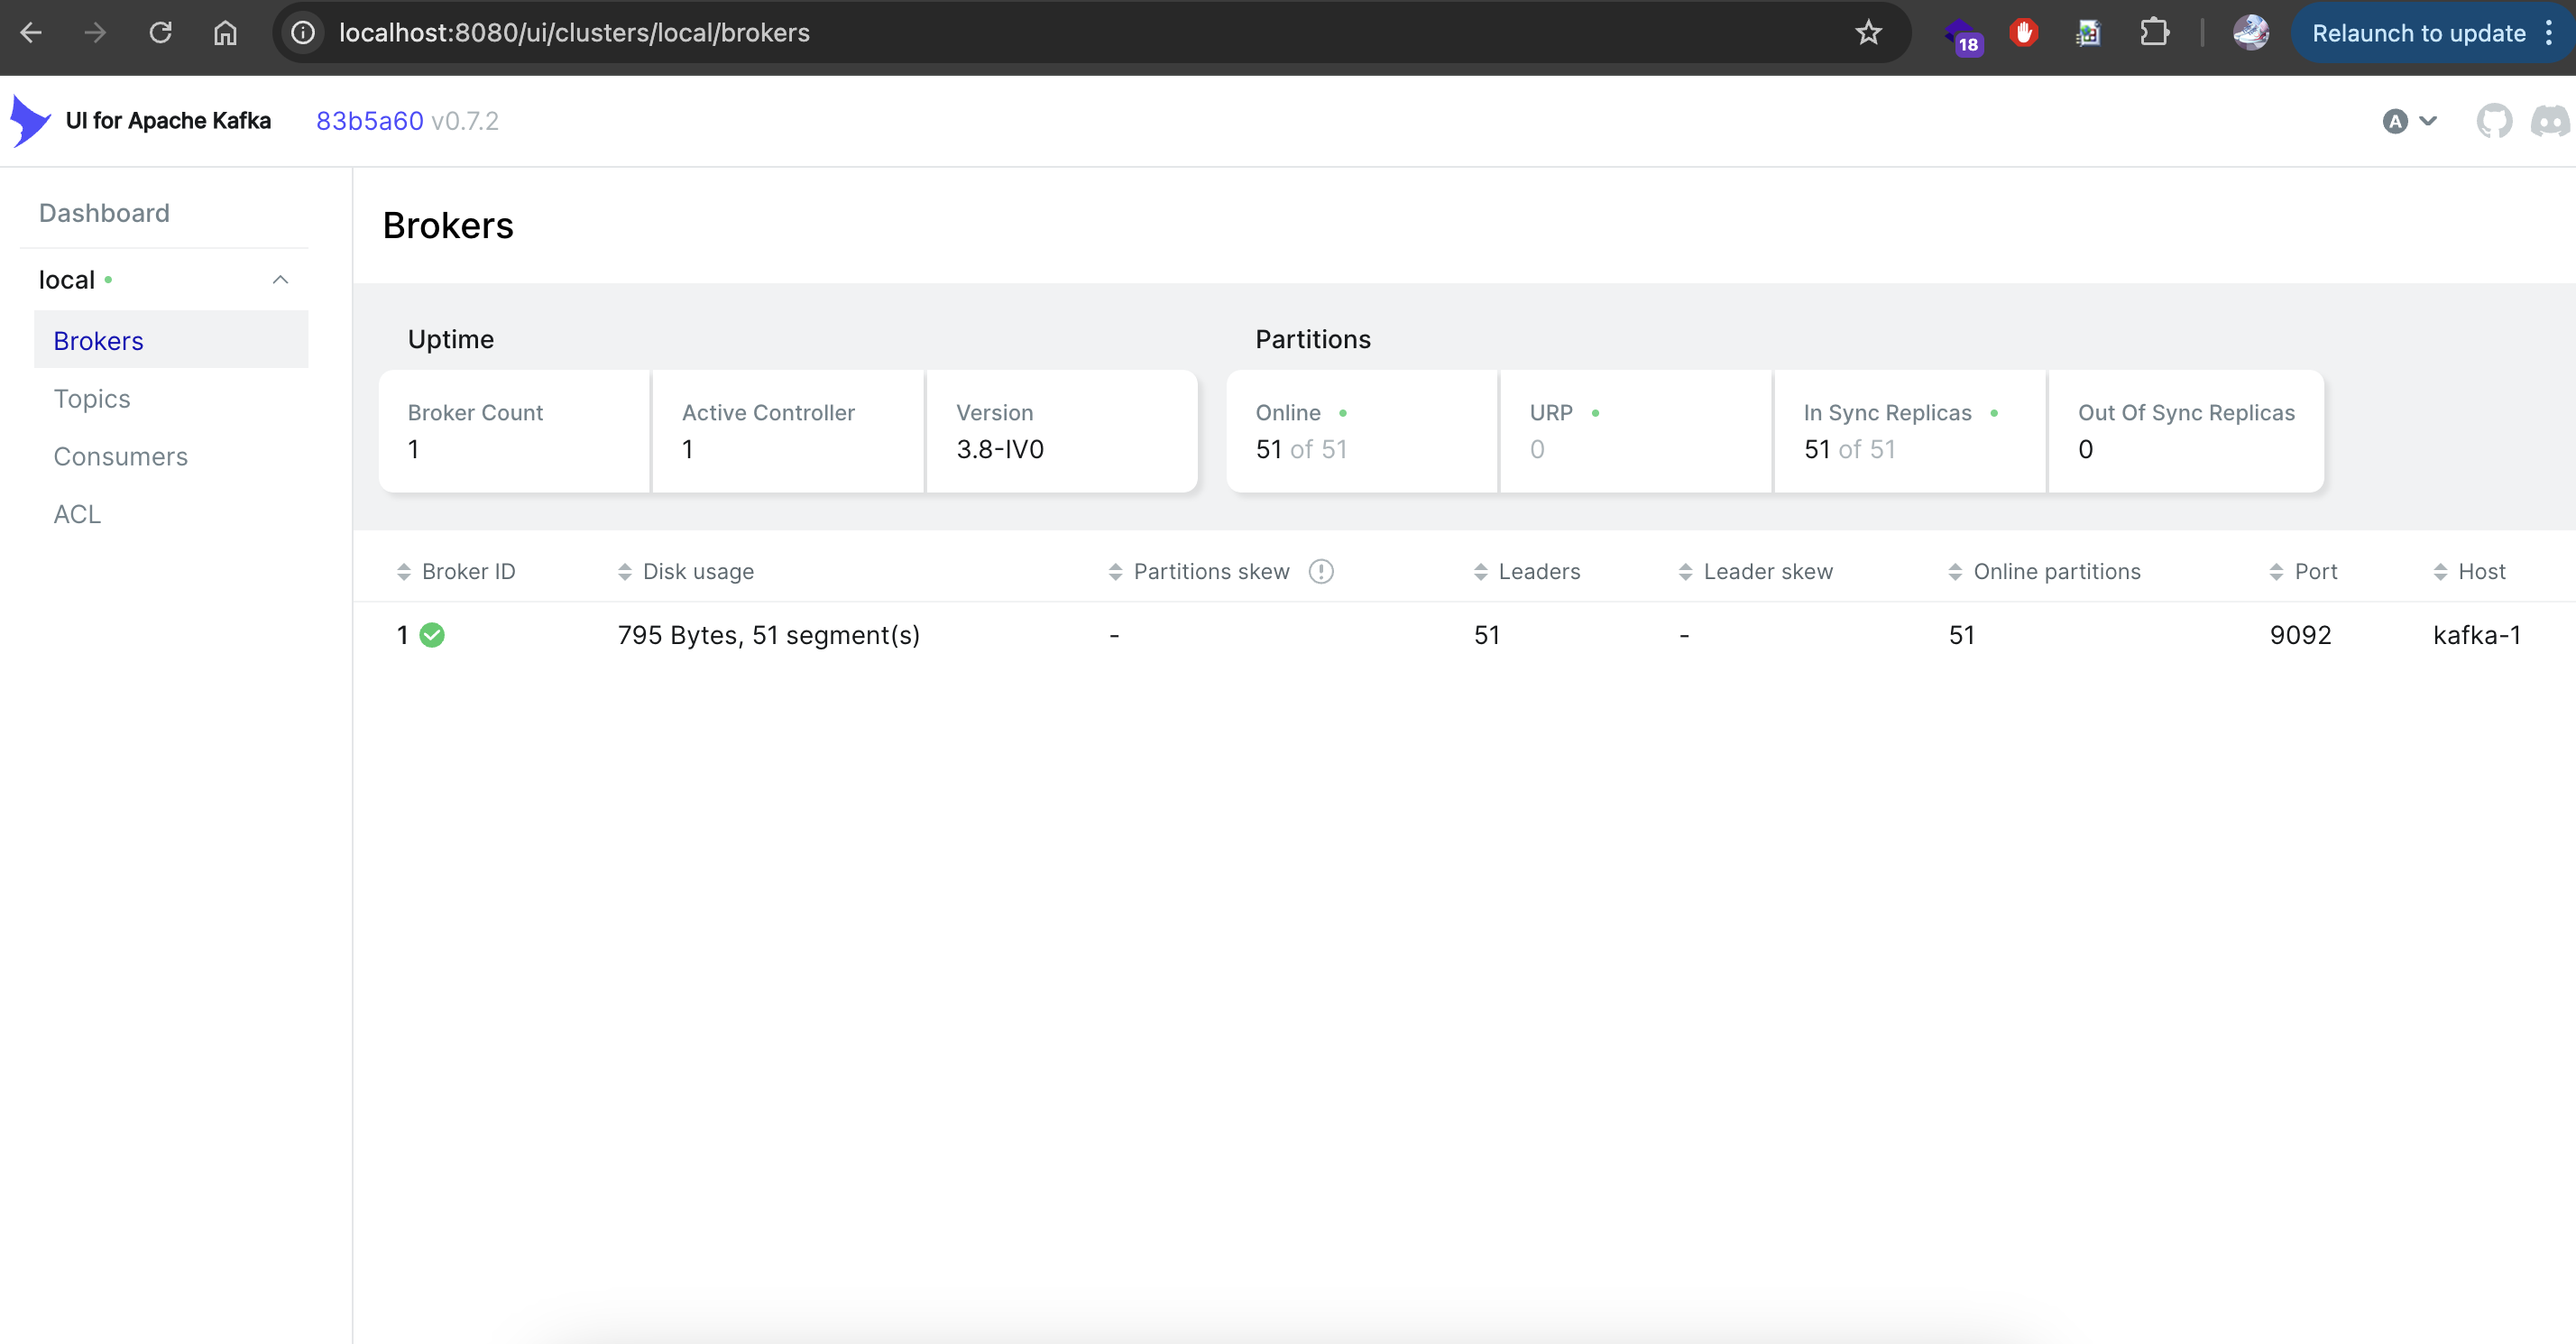 localhost:8080/ui/clusters/local/brokers
18
Relaunch to update
UI for Apache Kafka 83b5a60 v0.7.2
A
Dashboard
local
Brokers
Topics
Consumers
ACL
Brokers
Uptime
Broker Count
1
Active Controller
1
Version
3.8-IV0
Partitions
Online
51 of 51
URP
0
In Sync Replicas
51 of 51
Out Of Sync Replicas
0
Broker ID Disk usage Partitions skew Leaders Leader skew Online partitions Port Host
1 795 Bytes, 51 segment(s) - 51 - 51 9092 kafka-1